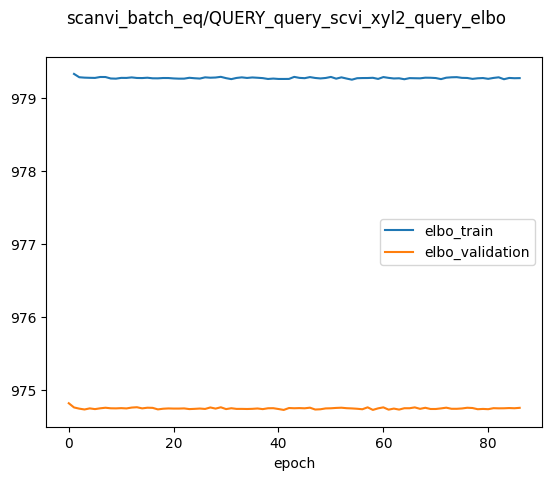 scanvi_batch_eq/QUERY_query_scvi_xyl2_query_elbo
979
978
977
976
975
elbo_train
elbo_validation
0
20
40
60
80
epoch